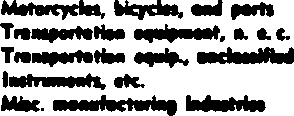 Motorcycles, bicycles, and parts
Transportation equipment, n. e. c.
Transportation equip., unclassified
Instruments, etc.
Misc. manufacturing industries